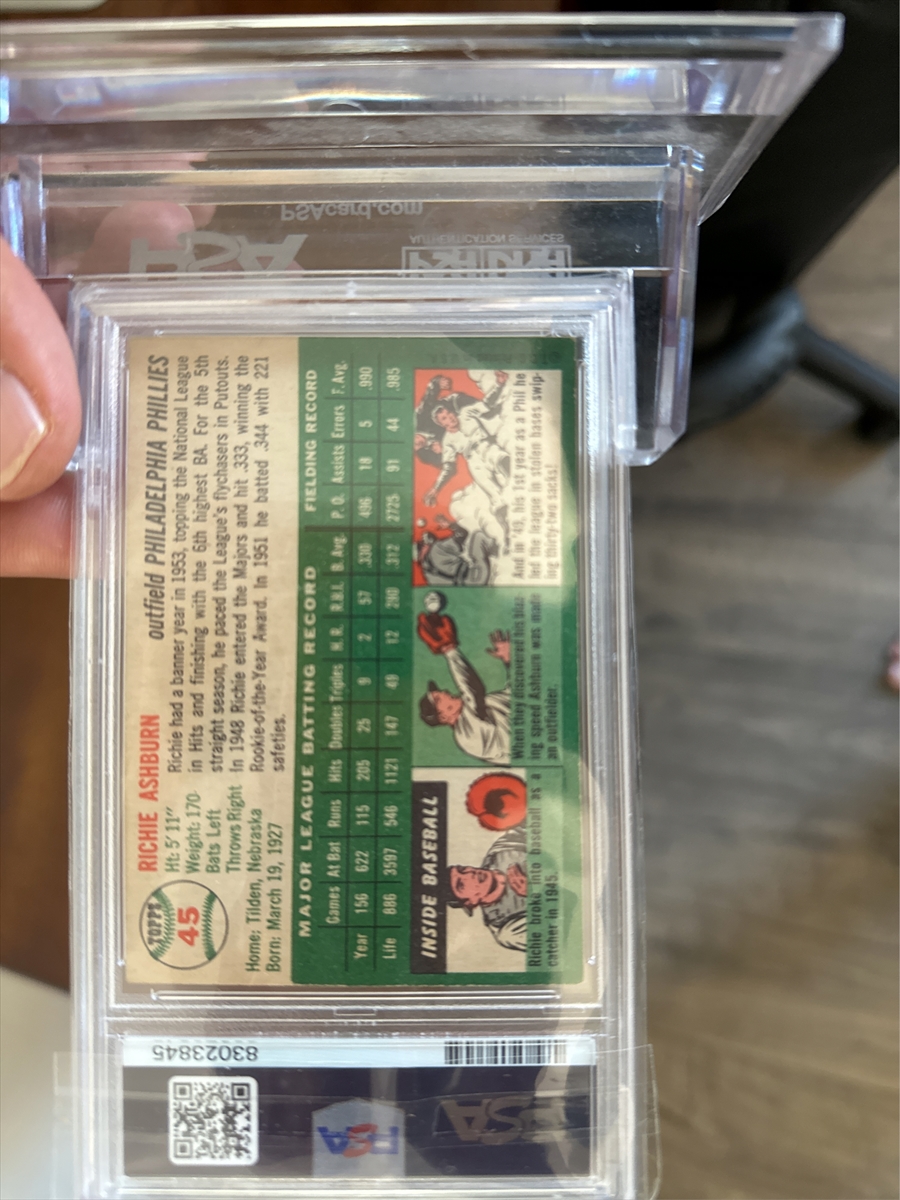 PSAcard.com
PSA
AUTHENTICATION SERVICES
PSA
DNA
TOPPS
45
RICHIE ASHBURN
outfield PHILADELPHIA PHILLIES
Ht: 5' 11"
Weight: 170
Bats Left
Throws Right
Home: Tilden, Nebraska
Born: March 19, 1927
Richie had a banner year in 1953, topping the National League
in Hits and finishing with the 6th highest BA. For the 5th
straight season, he paced the League's flychasers in Putouts.
In 1948 Richie entered the Majors and hit .333, winning the
Rookie-of-the-Year Award. In 1951 he batted .344 with 221
safeties.
MAJOR LEAGUE BATTING RECORD FIELDING RECORD
Games At Bat Runs Hits Doubles Triples H.R. R.B.I. B. Avg. P.O. Assists Errors F. Avg.
Year 156 622 115 205 25 9 2 57 .330 496 18 5 .990
Life 886 3597 546 1121 147 49 12 280 .312 2725 91 44 .985
INSIDE BASEBALL
Richie broke into baseball as a
catcher in 1945.
When they discovered his blaz-
ing speed Ashburn was made
an outfielder.
And in '49, his 1st year as a Phil he
led the league in stolen bases swip-
ing thirty-two sacks!
83023845
PSA
PSA